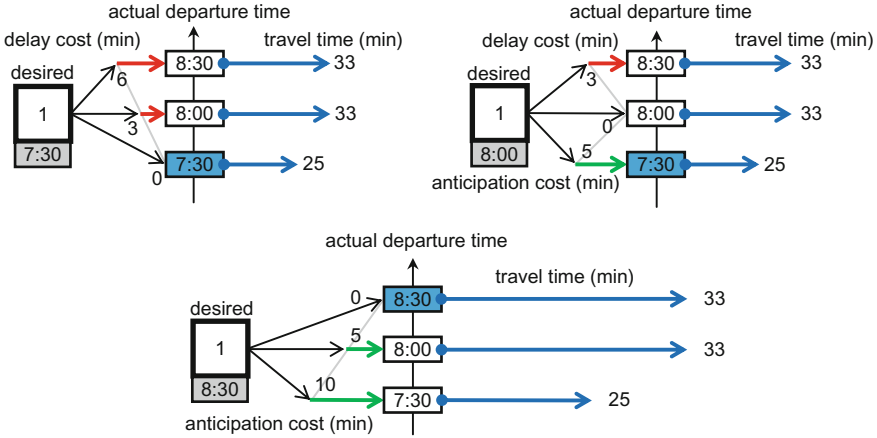 actual departure time
delay cost (min)
travel time (min)
desired
6
8:30
33
1
3
8:00
33
7:30
0
7:30
25
actual departure time
delay cost (min)
travel time (min)
desired
3
8:30
33
1
0
8:00
33
8:00
5
7:30
25
anticipation cost (min)
actual departure time
travel time (min)
desired
0
8:30
33
1
5
8:00
33
8:30
10
7:30
25
anticipation cost (min)